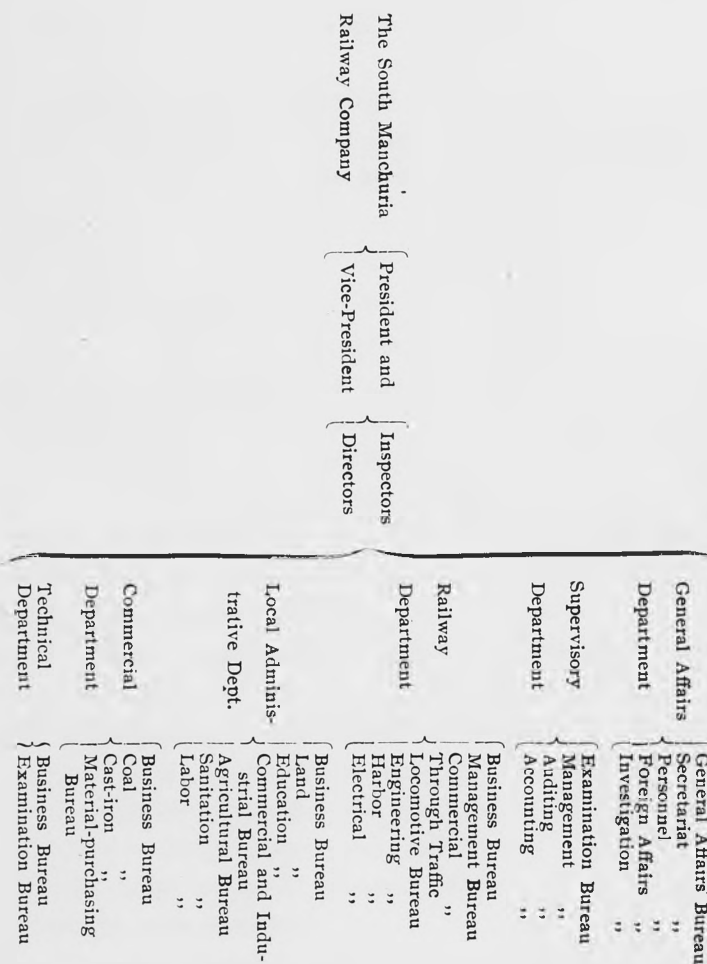 The South Manchuria
Railway Company
President and
Vice-President
Inspectors
Directors
General Affairs
Department
General Affairs Bureau
Secretariat ,,
Personnel ,,
Foreign Affairs ,,
Investigation ,,
Supervisory
Department
Examination Bureau
Management ,,
Auditing ,,
Accounting ,,
Railway
Department
Business Bureau
Management Bureau
Commercial ,,
Through Traffic
Locomotive Bureau
Engineering ,,
Harbor ,,
Electrical ,,
Local Adminis-
trative Dept.
Business Bureau
Land ,,
Education ,,
Commercial and Indu-
strial Bureau
Agricultural Bureau
Sanitation ,,
Labor ,,
Commercial
Department
Business Bureau
Coal ,,
Cast-iron ,,
Material-purchasing
Bureau
Technical
Department
Business Bureau
Examination Bureau